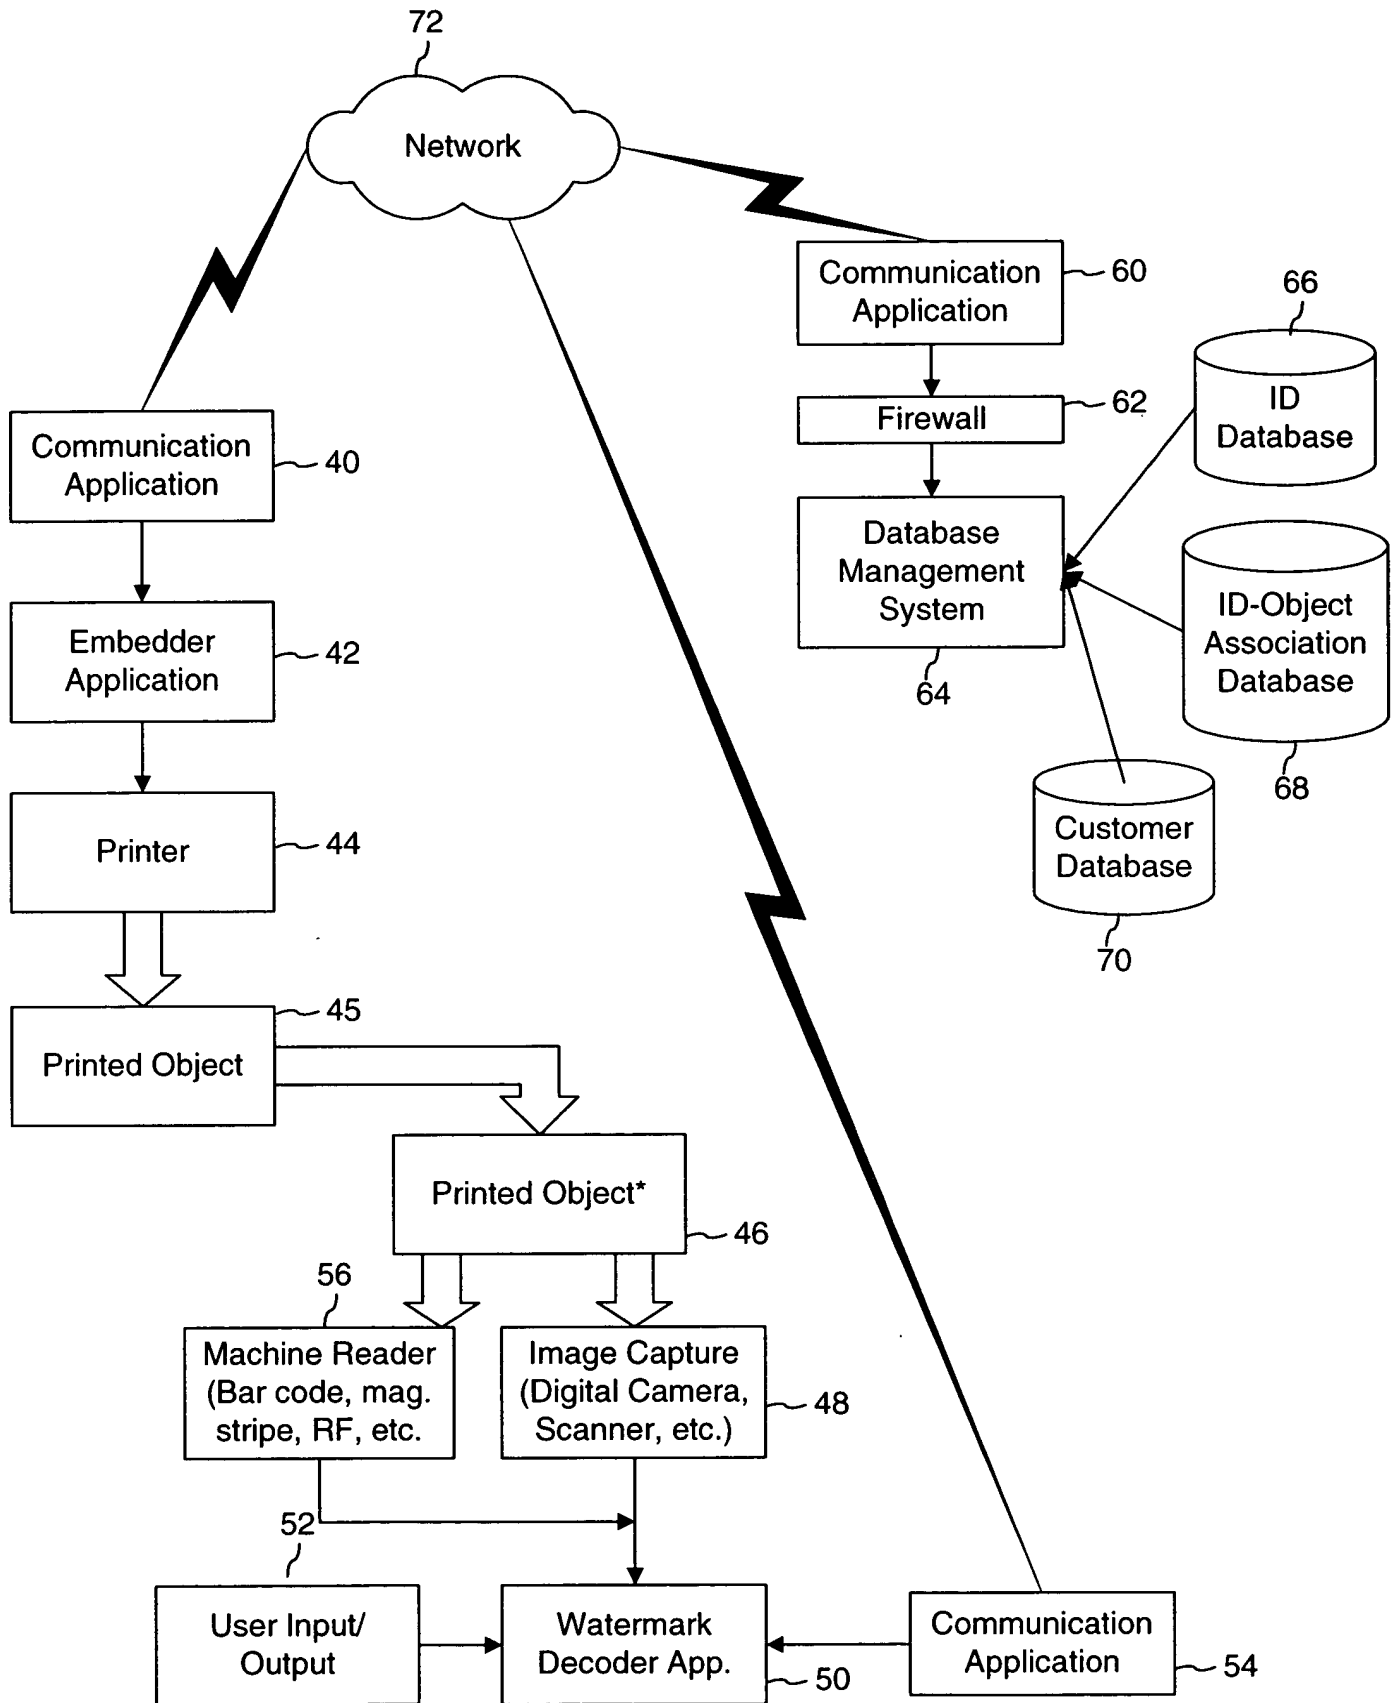 72
Network
Communication
Application
60
66
Firewall
62
ID
Database
Communication
Application
40
Database
Management
System
64
ID-Object
Association
Database
68
Embedder
Application
42
Customer
Database
70
Printer
44
Printed Object
45
Printed Object*
46
56
Machine Reader
(Bar code, mag.
stripe, RF, etc.
Image Capture
(Digital Camera,
Scanner, etc.)
48
52
User Input/
Output
Watermark
Decoder App.
50
Communication
Application
54